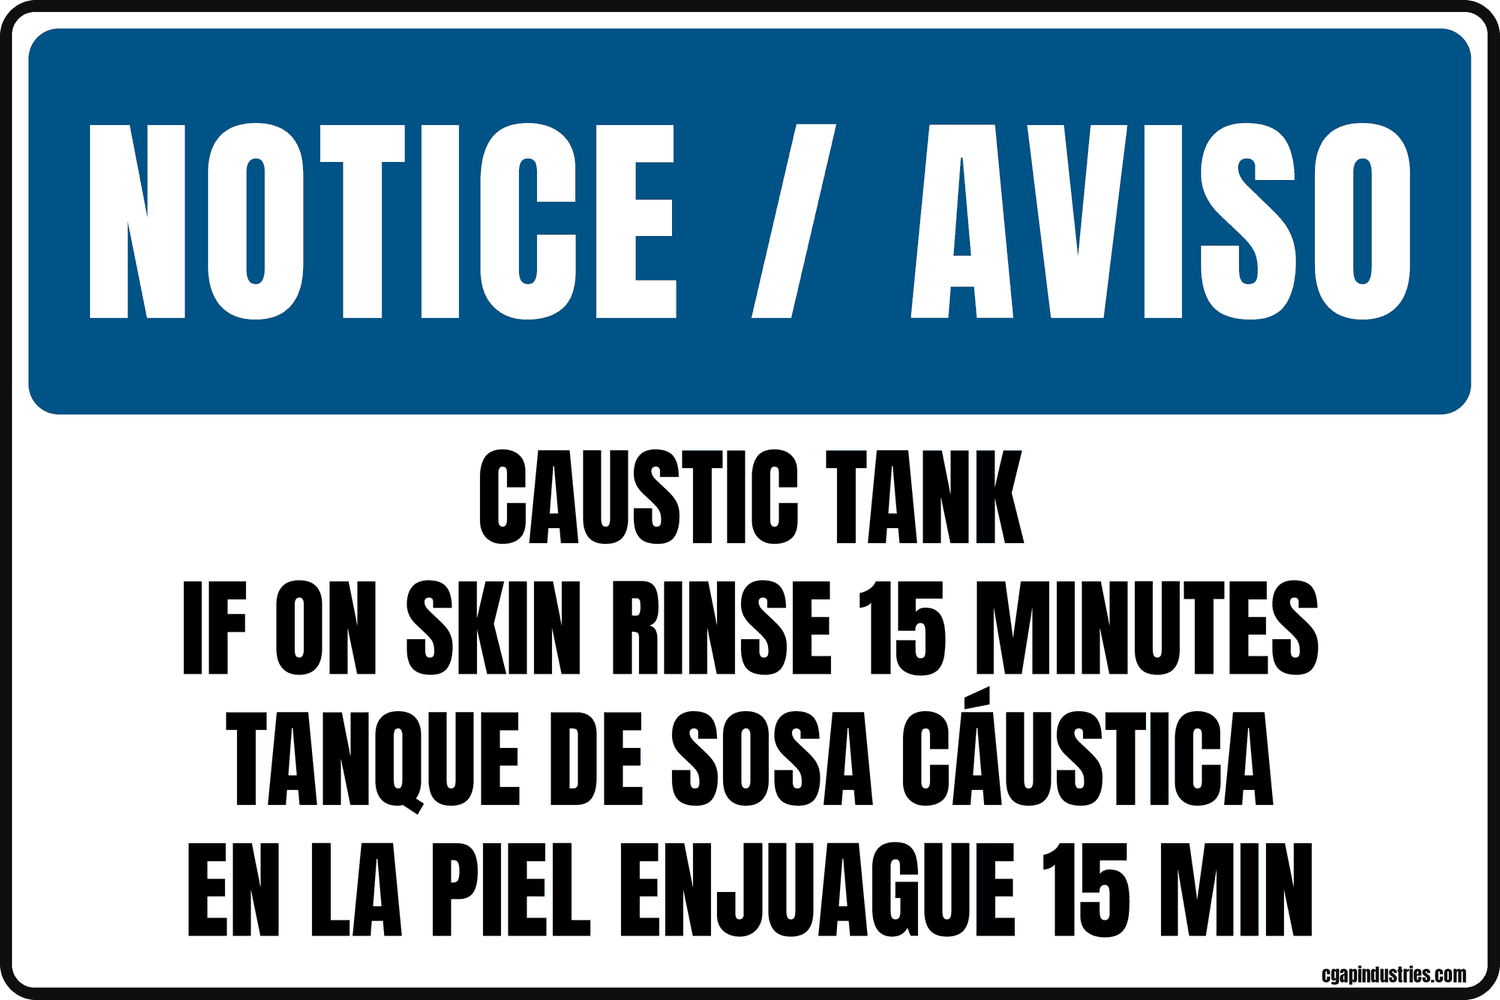 NOTICE / AVISO
CAUSTIC TANK
IF ON SKIN RINSE 15 MINUTES
TANQUE DE SOSA CÁUSTICA
EN LA PIEL ENJUAGUE 15 MIN
cgapindustries.com